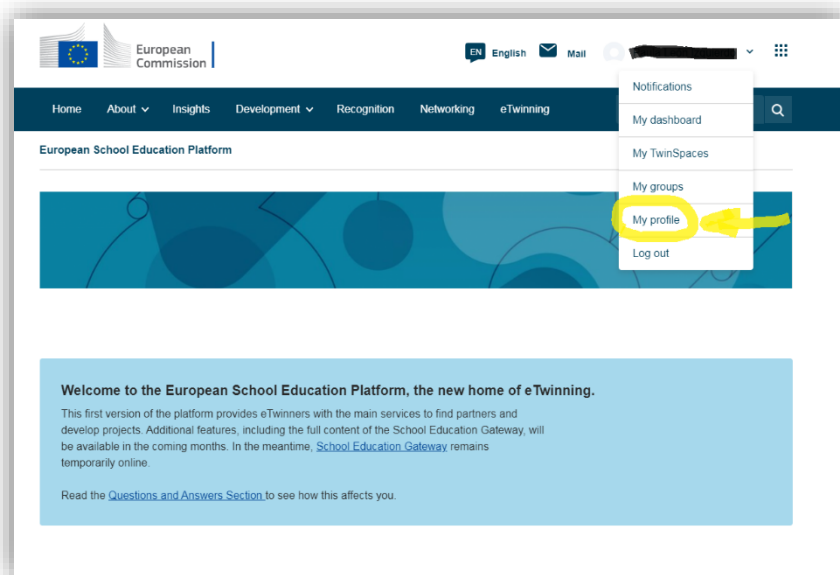 European
Commission
EN English Mail
Notifications
My dashboard
My TwinSpaces
My groups
My profile
Log out
Home About Insights Development Recognition Networking eTwinning
European School Education Platform
Welcome to the European School Education Platform, the new home of eTwinning.
This first version of the platform provides eTwinners with the main services to find partners and
develop projects. Additional features, including the full content of the School Education Gateway, will
be available in the coming months. In the meantime, School Education Gateway remains
temporarily online.
Read the Questions and Answers Section to see how this affects you.